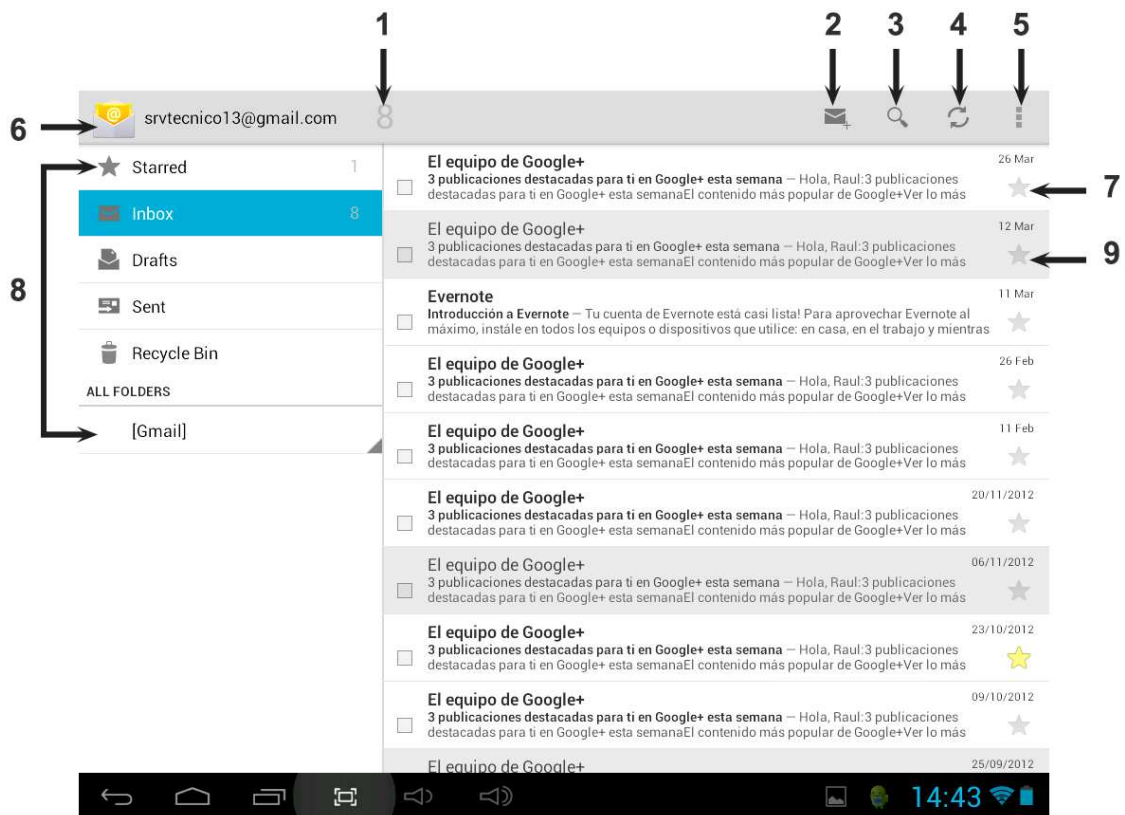 1 2 3 4 5
6 srvtecnico13@gmail.com 8
8
Starred 1
Inbox 8
Drafts
Sent
Recycle Bin
ALL FOLDERS
[Gmail]
El equipo de Google+ 26 Mar
3 publicaciones destacadas para ti en Google+ esta semana — Hola, Raul:3 publicaciones
destacadas para ti en Google+ esta semanaEl contenido más popular de Google+Ver lo más
7
El equipo de Google+ 12 Mar
3 publicaciones destacadas para ti en Google+ esta semana — Hola, Raul:3 publicaciones
destacadas para ti en Google+ esta semanaEl contenido más popular de Google+Ver lo más
9
Evernote 11 Mar
Introducción a Evernote — Tu cuenta de Evernote está casi lista! Para aprovechar Evernote al
máximo, instále en todos los equipos o dispositivos que utilice: en casa, en el trabajo y mientras
El equipo de Google+ 26 Feb
3 publicaciones destacadas para ti en Google+ esta semana — Hola, Raul:3 publicaciones
destacadas para ti en Google+ esta semanaEl contenido más popular de Google+Ver lo más
El equipo de Google+ 11 Feb
3 publicaciones destacadas para ti en Google+ esta semana — Hola, Raul:3 publicaciones
destacadas para ti en Google+ esta semanaEl contenido más popular de Google+Ver lo más
El equipo de Google+ 20/11/2012
3 publicaciones destacadas para ti en Google+ esta semana — Hola, Raul:3 publicaciones
destacadas para ti en Google+ esta semanaEl contenido más popular de Google+Ver lo más
El equipo de Google+ 06/11/2012
3 publicaciones destacadas para ti en Google+ esta semana — Hola, Raul:3 publicaciones
destacadas para ti en Google+ esta semanaEl contenido más popular de Google+Ver lo más
El equipo de Google+ 23/10/2012
3 publicaciones destacadas para ti en Google+ esta semana — Hola, Raul:3 publicaciones
destacadas para ti en Google+ esta semanaEl contenido más popular de Google+Ver lo más
El equipo de Google+ 09/10/2012
3 publicaciones destacadas para ti en Google+ esta semana — Hola, Raul:3 publicaciones
destacadas para ti en Google+ esta semanaEl contenido más popular de Google+Ver lo más
El equipo de Google+ 25/09/2012
14:43